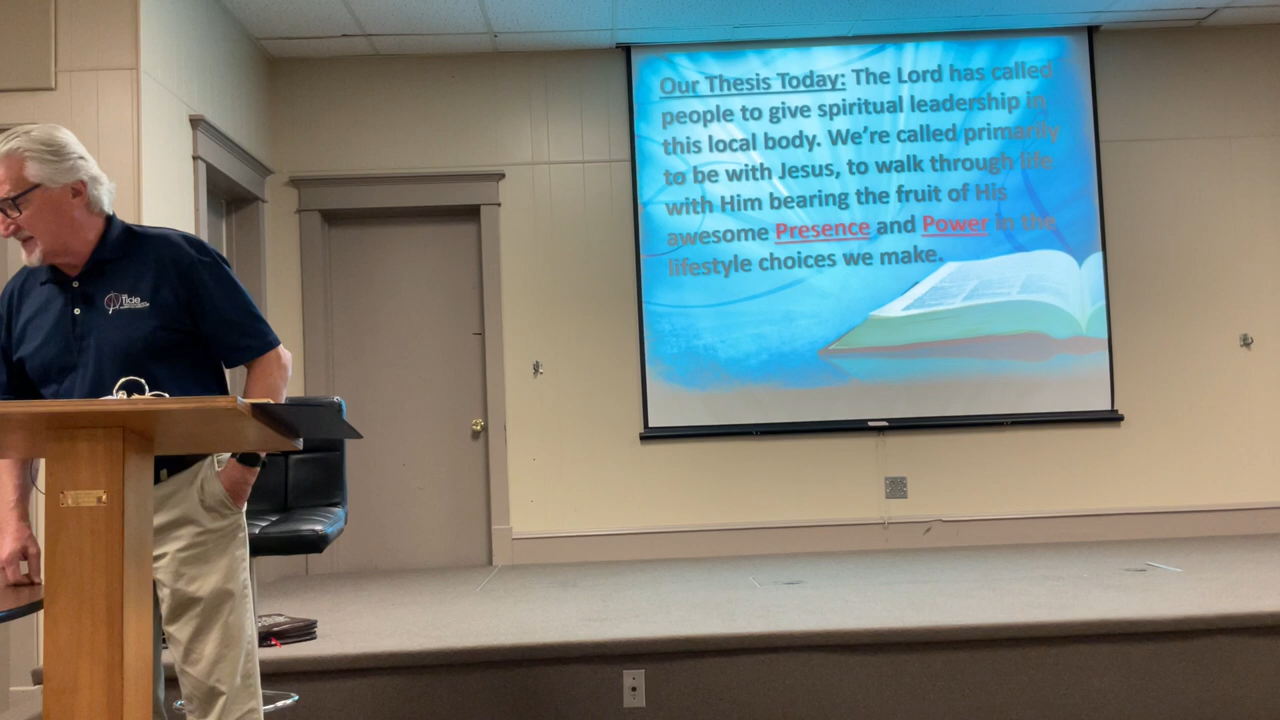 Our Thesis Today: The Lord has called
people to give spiritual leadership in
this local body. We're called primarily
to be with Jesus, to walk through life
with Him bearing the fruit of His
awesome Presence and Power in the
lifestyle choices we make.
Tide